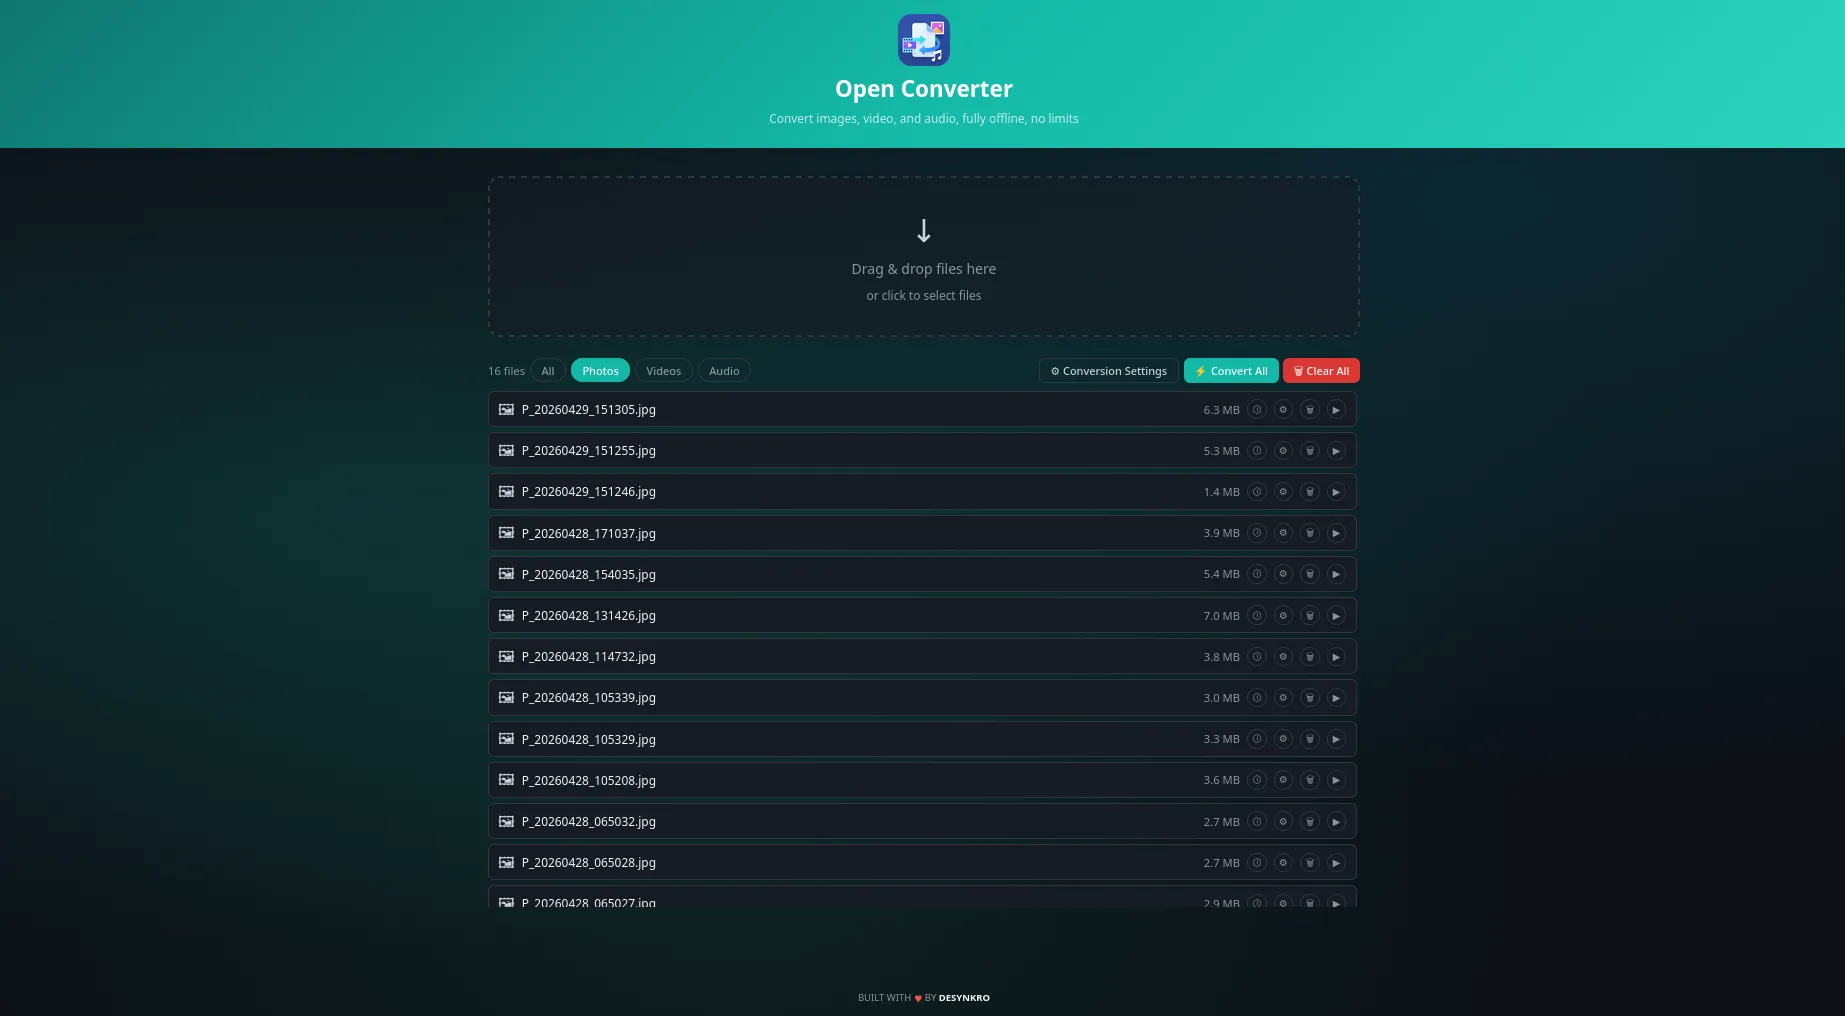 Open Converter
Convert images, video, and audio, fully offline, no limits
Drag & drop files here
or click to select files
16 files All Photos Videos Audio Conversion Settings Convert All Clear All
P_20260429_151305.jpg 6.3 MB
P_20260429_151255.jpg 5.3 MB
P_20260429_151246.jpg 1.4 MB
P_20260428_171037.jpg 3.9 MB
P_20260428_154035.jpg 5.4 MB
P_20260428_131426.jpg 7.0 MB
P_20260428_114732.jpg 3.8 MB
P_20260428_105339.jpg 3.0 MB
P_20260428_105329.jpg 3.3 MB
P_20260428_105208.jpg 3.6 MB
P_20260428_065032.jpg 2.7 MB
P_20260428_065028.jpg 2.7 MB
P_20260428_065027.jpg 2.9 MB
BUILT WITH ♥ BY DESYNKRO